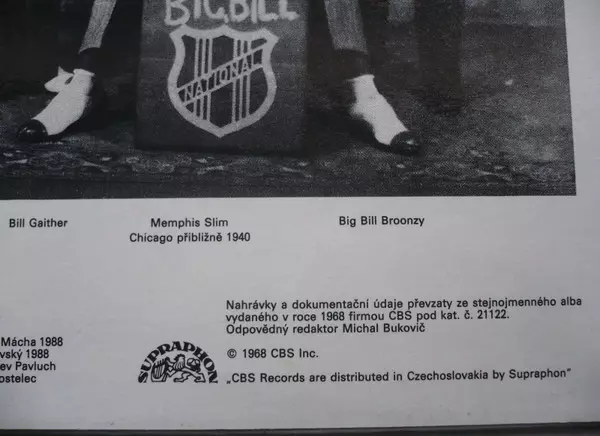 BIG.BILL
NATIONAL
Bill Gaither
Memphis Slim
Chicago přibližně 1940
Big Bill Broonzy
Nahrávky a dokumentační údaje převzaty ze stejnojmenného alba
vydaného v roce 1968 firmou CBS pod kat. č. 21122.
Odpovědný redaktor Michal Bukovič
Mácha 1988
vský 1988
ev Pavluch
ostelec
SUPRAPHON
© 1968 CBS Inc.
„CBS Records are distributed in Czechoslovakia by Supraphon”